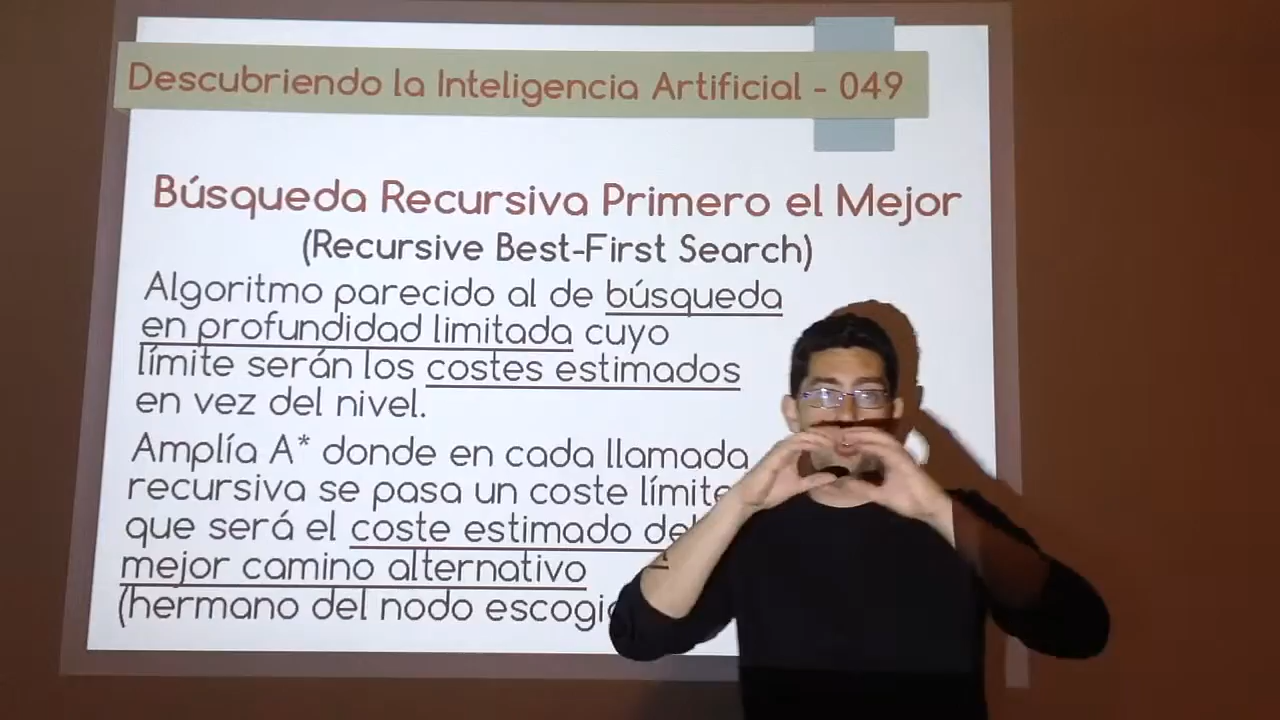 Descubriendo la Inteligencia Artificial - 049
Búsqueda Recursiva Primero el Mejor
(Recursive Best-First Search)
Algoritmo parecido al de búsqueda
en profundidad limitada cuyo
límite serán los costes estimados
en vez del nivel.
Amplía A* donde en cada llamada
recursiva se pasa un coste límite
que será el coste estimado del
mejor camino alternativo
(hermano del nodo